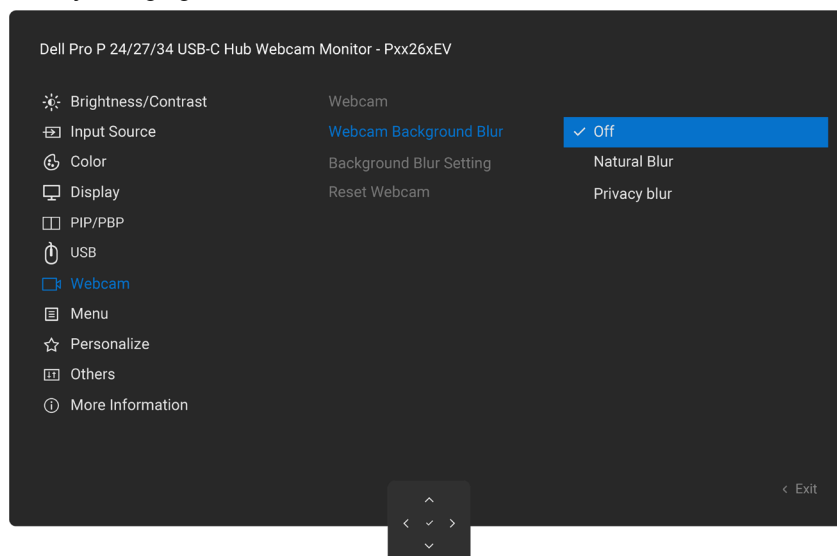 Dell Pro P 24/27/34 USB-C Hub Webcam Monitor - Pxx26xEV
Brightness/Contrast
Webcam
Input Source
Webcam Background Blur
Off
Color
Background Blur Setting
Natural Blur
Display
Reset Webcam
Privacy blur
PIP/PBP
USB
Webcam
Menu
Personalize
Others
More Information
Exit